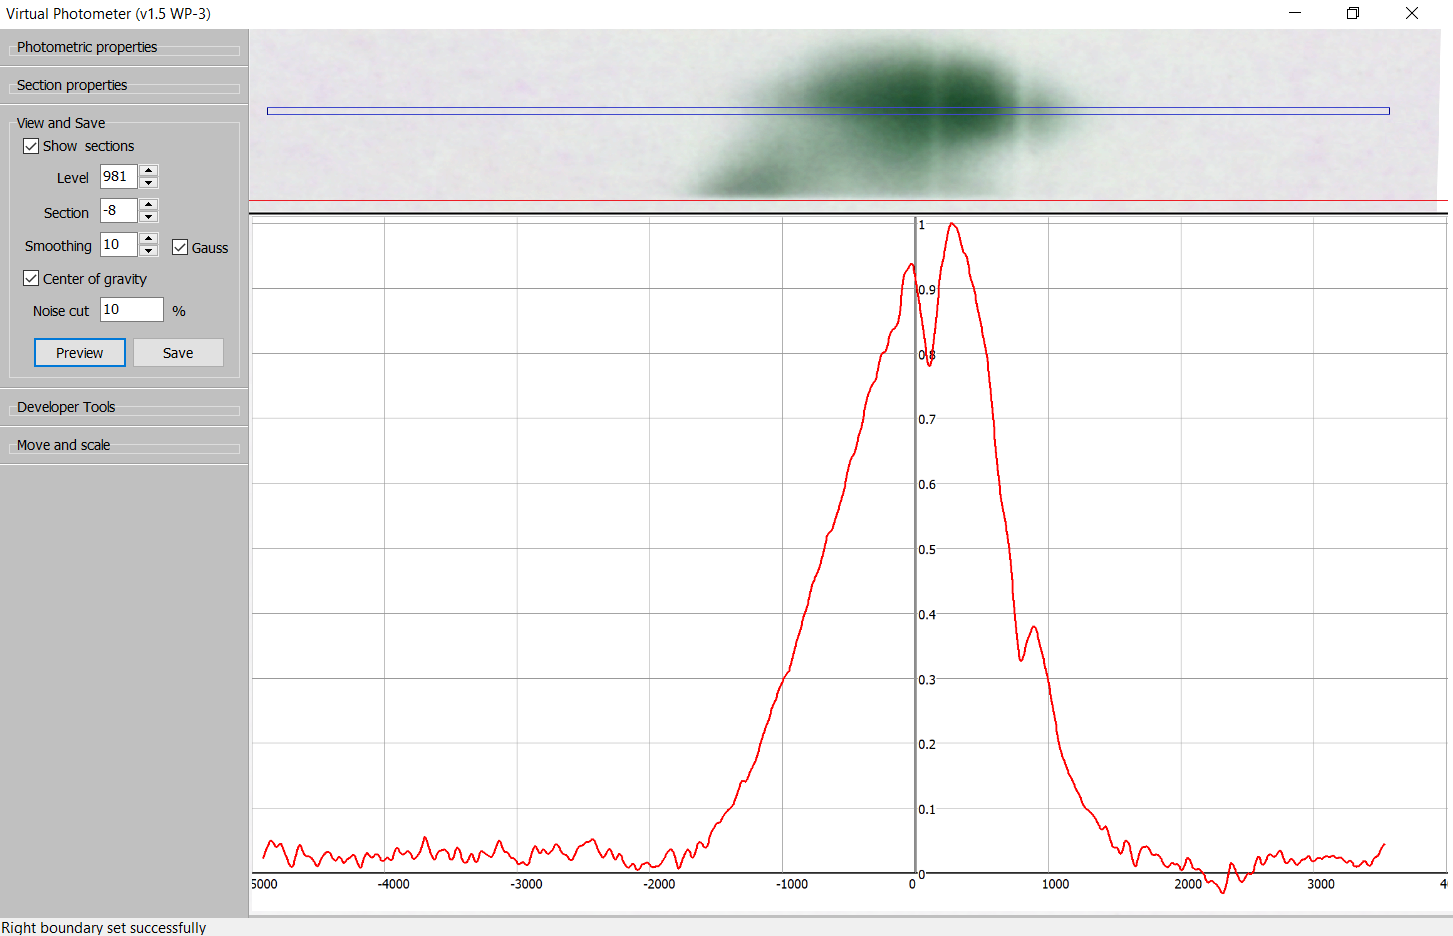 Virtual Photometer (v1.5 WP-3)
Photometric properties
Section properties
View and Save
Show sections
Level 981
Section -8
Smoothing 10 Gauss
Center of gravity
Noise cut 10 %
Preview Save
Developer Tools
Move and scale
1
0.9
0.8
0.7
0.6
0.5
0.4
0.3
0.2
0.1
0
5000 -4000 -3000 -2000 -1000 0 1000 2000 3000 4
Right boundary set successfully